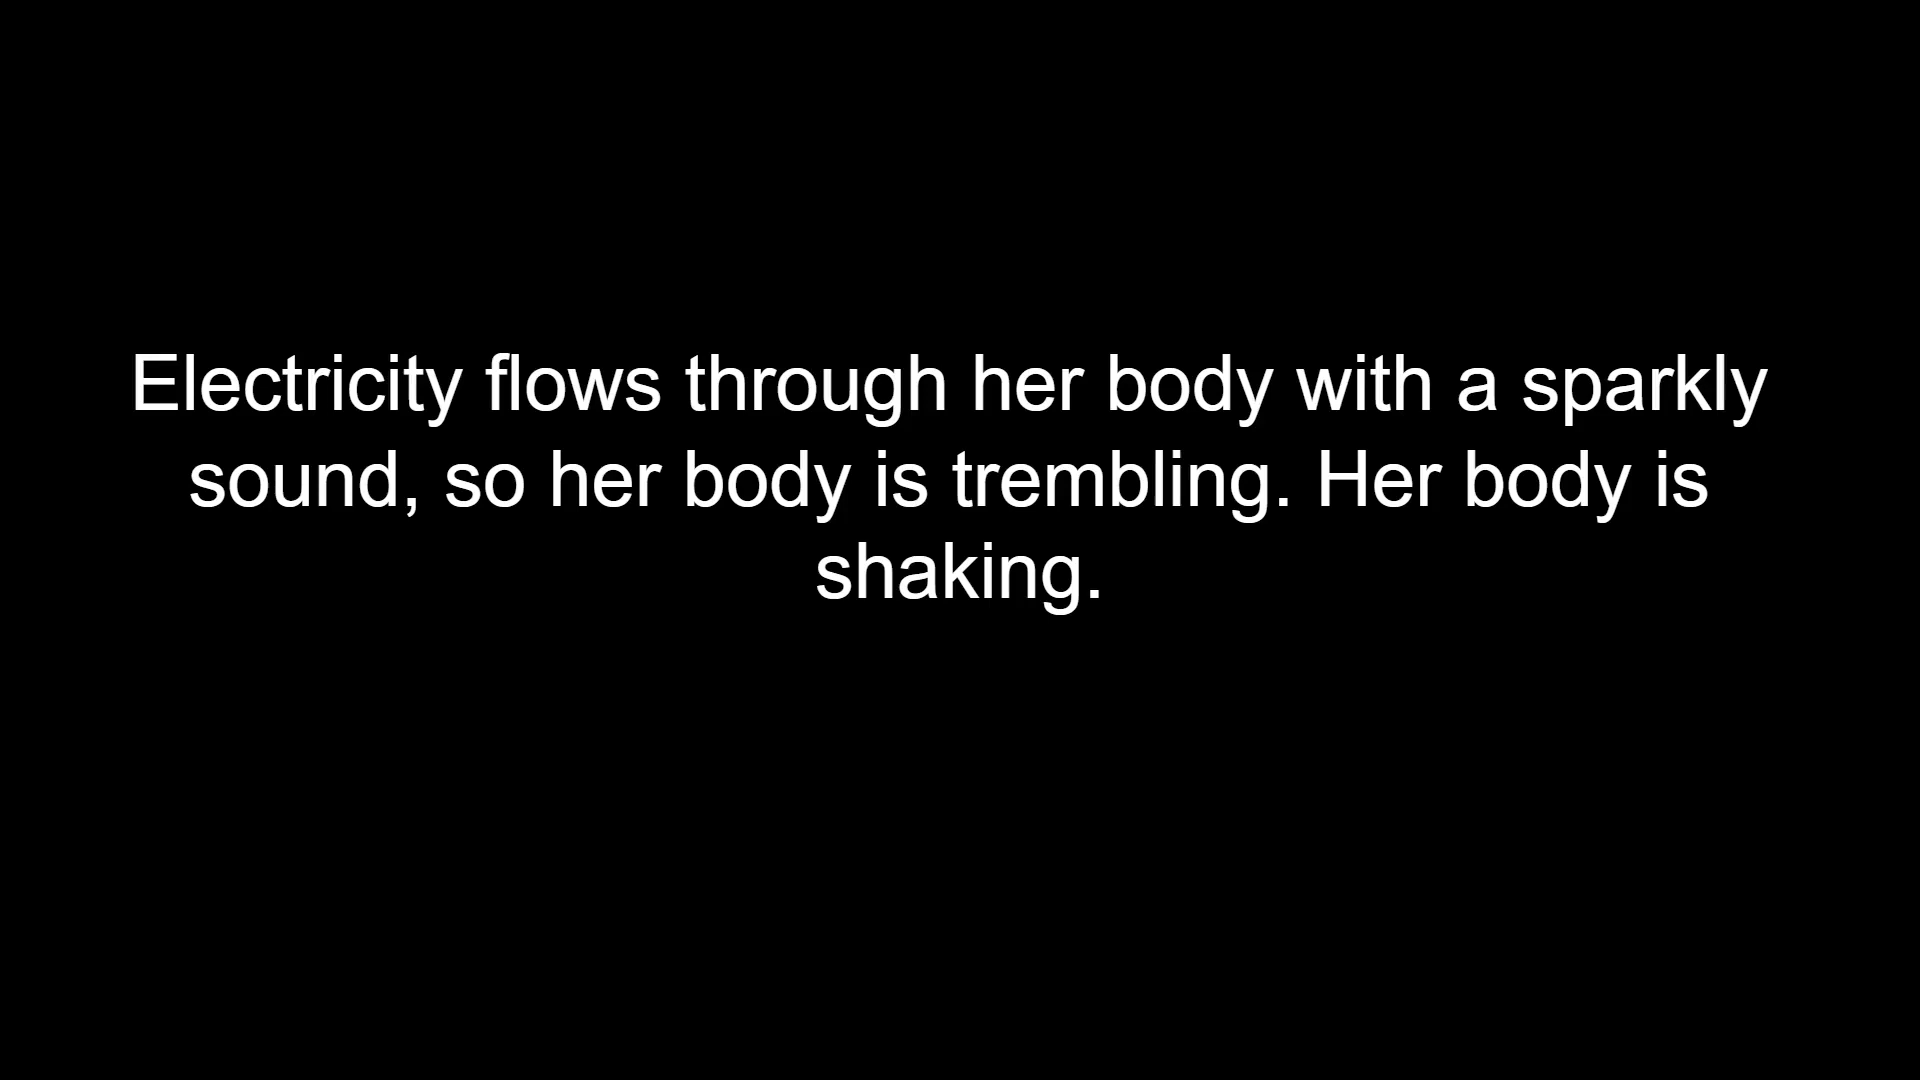 Electricity flows through her body with a sparkly
sound, so her body is trembling. Her body is
shaking.